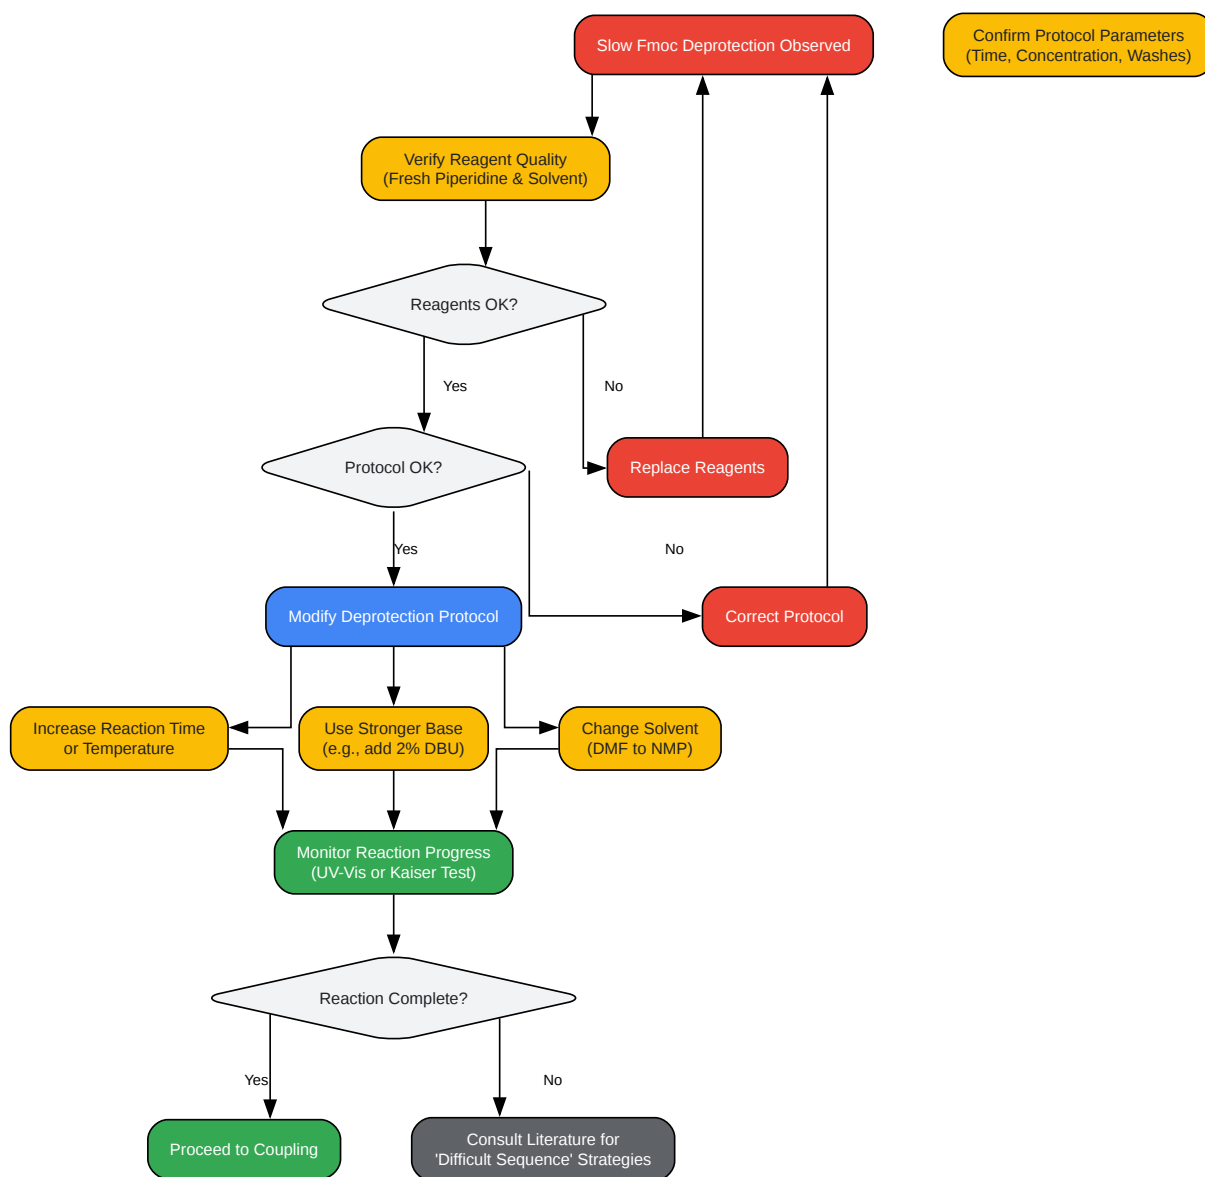 Slow Fmoc Deprotection Observed
Confirm Protocol Parameters
(Time, Concentration, Washes)
Verify Reagent Quality
(Fresh Piperidine & Solvent)
Reagents OK?
Yes
No
Protocol OK?
Replace Reagents
Yes
No
Modify Deprotection Protocol
Correct Protocol
Increase Reaction Time
or Temperature
Use Stronger Base
(e.g., add 2% DBU)
Change Solvent
(DMF to NMP)
Monitor Reaction Progress
(UV-Vis or Kaiser Test)
Reaction Complete?
Yes
No
Proceed to Coupling
Consult Literature for
'Difficult Sequence' Strategies